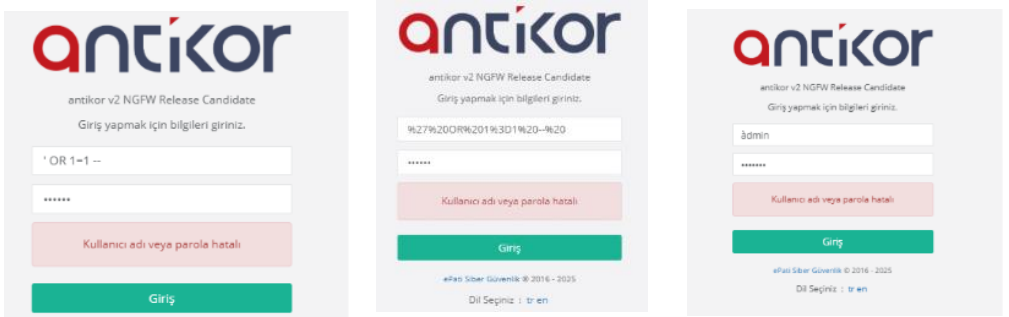 antikor
antikor v2 NGFW Release Candidate
Giriş yapmak için bilgileri giriniz.
' OR 1=1 --
••••••
Kullanıcı adı veya parola hatalı
Giriş
antikor
antikor v2 NGFW Release Candidate
Giriş yapmak için bilgileri giriniz.
%27%20OR%201%3D1%20--%20
••••••
Kullanıcı adı veya parola hatalı
Giriş
ePati Siber Güvenlik © 2016 - 2025
Dil Seçiniz : tr en
antikor
antikor v2 NGFW Release Candidate
Giriş yapmak için bilgileri giriniz.
àdmin
•••••••
Kullanıcı adı veya parola hatalı
Giriş
ePati Siber Güvenlik © 2016 - 2025
Dil Seçiniz : tr en